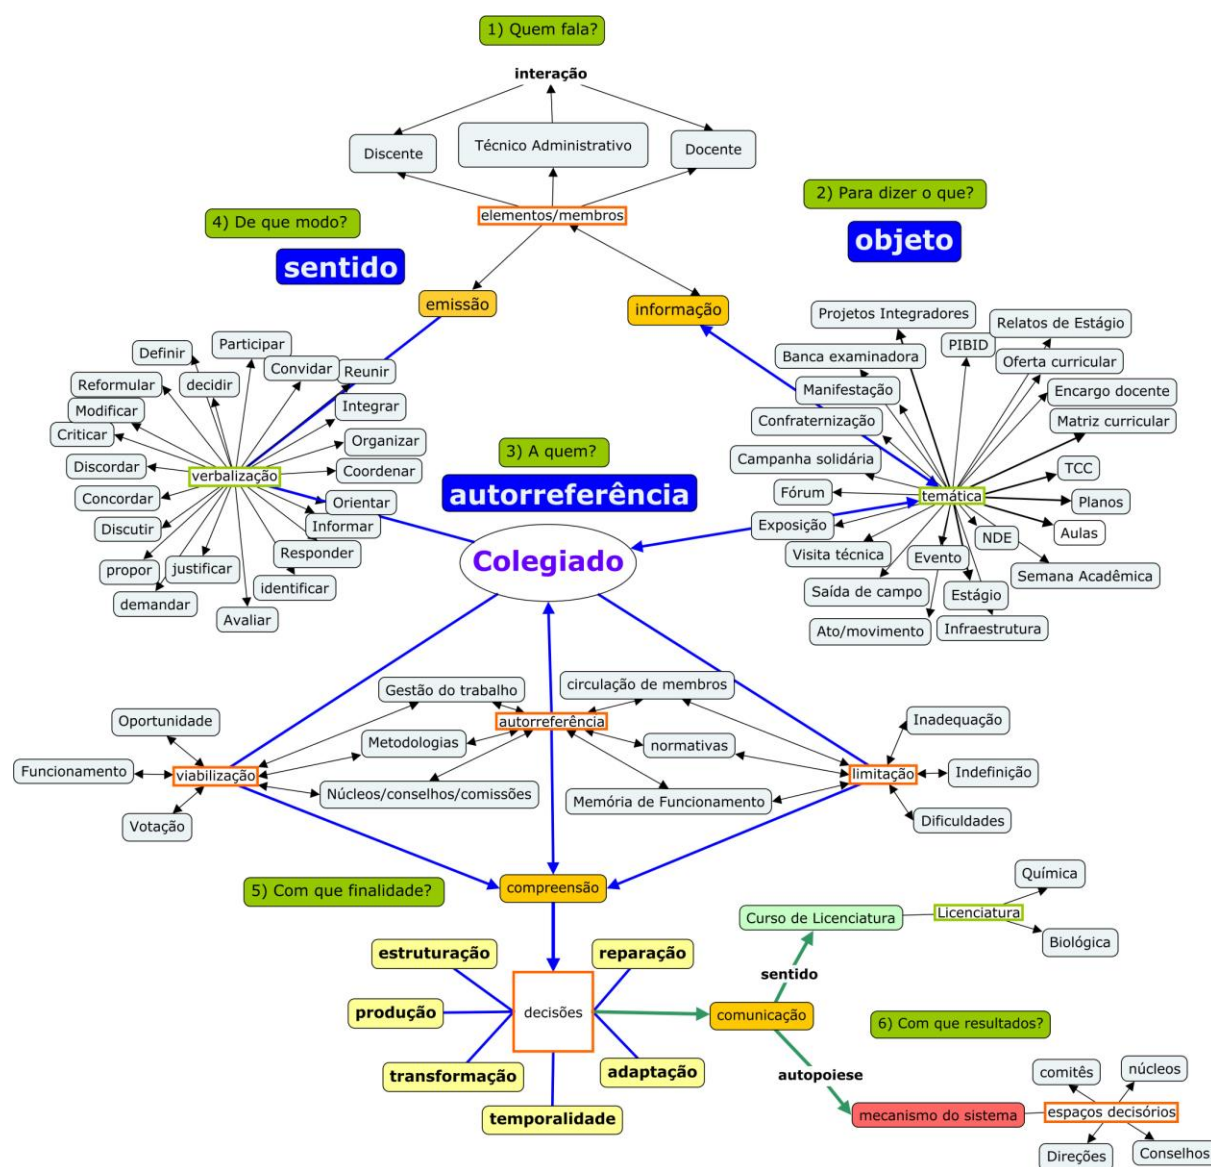 1) Quem fala?
interação
Discente
Técnico Administrativo
Docente
elementos/membros
4) De que modo?
sentido
2) Para dizer o que?
objeto
emissão
informação
Definir
Participar
Convidar
Reunir
Reformular
decidir
Modificar
Integrar
Criticar
Organizar
Discordar
verbalização
Coordenar
Concordar
Orientar
Discutir
Informar
propor
justificar
Responder
demandar
identificar
Avaliar
Projetos Integradores
Relatos de Estágio
Banca examinadora
PIBID
Oferta curricular
Manifestação
Encargo docente
Confraternização
Matriz curricular
Campanha solidária
TCC
Fórum
temática
Planos
Exposição
NDE
Aulas
Visita técnica
Evento
Semana Acadêmica
Saída de campo
Estágio
Ato/movimento
Infraestrutura
3) A quem?
autorreferência
Colegiado
Gestão do trabalho
circulação de membros
Oportunidade
autorreferência
Inadequação
Metodologias
normativas
Funcionamento
viabilização
limitação
Indefinição
Núcleos/conselhos/comissões
Memória de Funcionamento
Votação
Dificuldades
5) Com que finalidade?
compreensão
Química
Curso de Licenciatura
Licenciatura
Biológica
estruturação
reparação
sentido
produção
decisões
comunicação
6) Com que resultados?
transformação
adaptação
autopoiese
temporalidade
comitês
núcleos
mecanismo do sistema
espaços decisórios
Direções
Conselhos